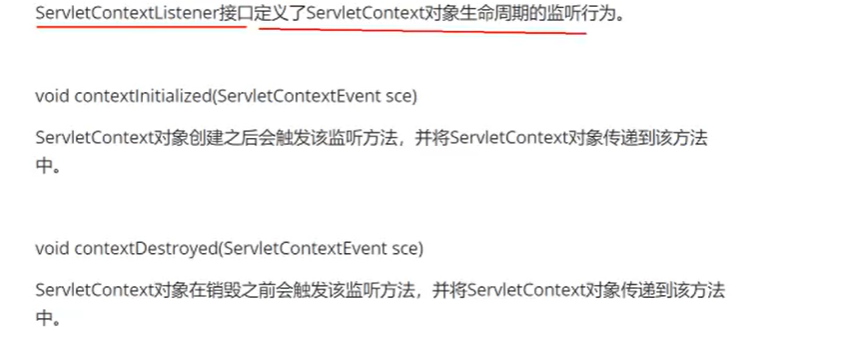 ServletContextListener接口定义了ServletContext对象生命周期的监听行为。
void contextInitialized(ServletContextEvent sce)
ServletContext对象创建之后会触发该监听方法，并将ServletContext对象传递到该方法
中。
void contextDestroyed(ServletContextEvent sce)
ServletContext对象在销毁之前会触发该监听方法，并将ServletContext对象传递到该方法
中。